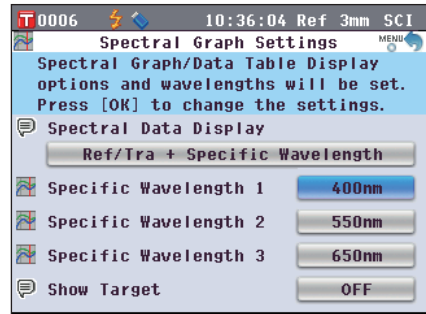 T 0006 10:36:04 Ref 3mm SCI
Spectral Graph Settings MENU
Spectral Graph/Data Table Display
options and wavelengths will be set.
Press [OK] to change the settings.
Spectral Data Display
Ref/Tra + Specific Wavelength
Specific Wavelength 1 400nm
Specific Wavelength 2 550nm
Specific Wavelength 3 650nm
Show Target OFF